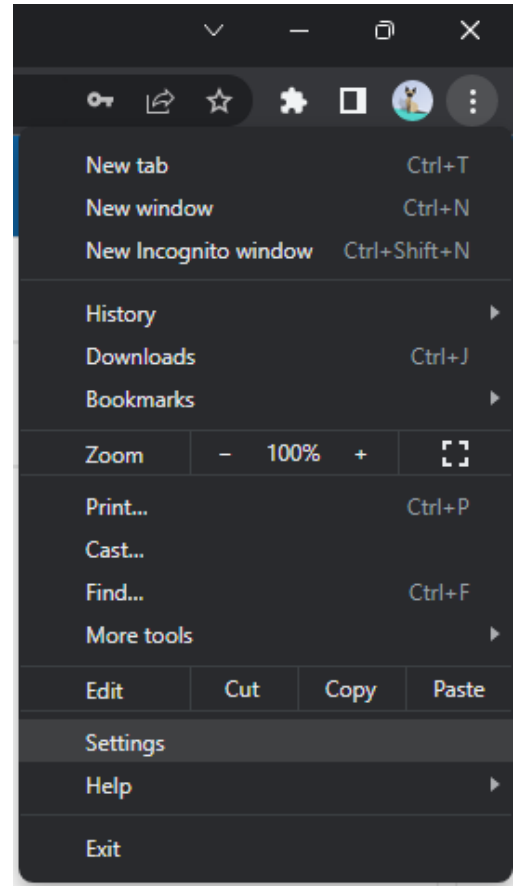 New tab Ctrl+T
New window Ctrl+N
New Incognito window Ctrl+Shift+N
History
Downloads Ctrl+J
Bookmarks
Zoom – 100% +
Print... Ctrl+P
Cast...
Find... Ctrl+F
More tools
Edit Cut Copy Paste
Settings
Help
Exit